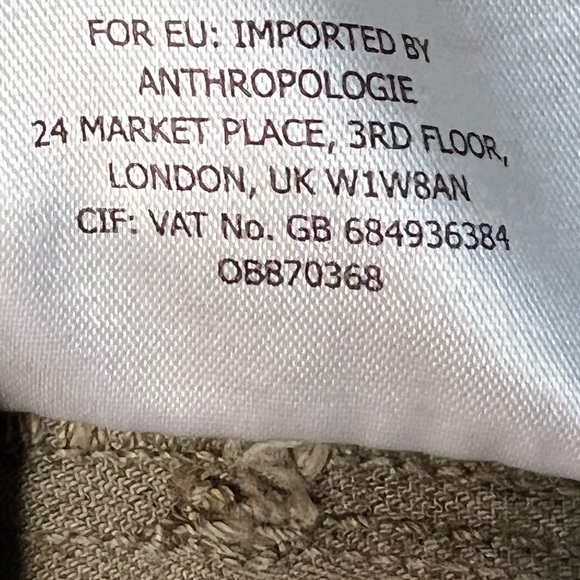 FOR EU: IMPORTED BY
ANTHROPOLOGIE
24 MARKET PLACE, 3RD FLOOR,
LONDON, UK W1W8AN
CIF: VAT No. GB 684936384
OB870368